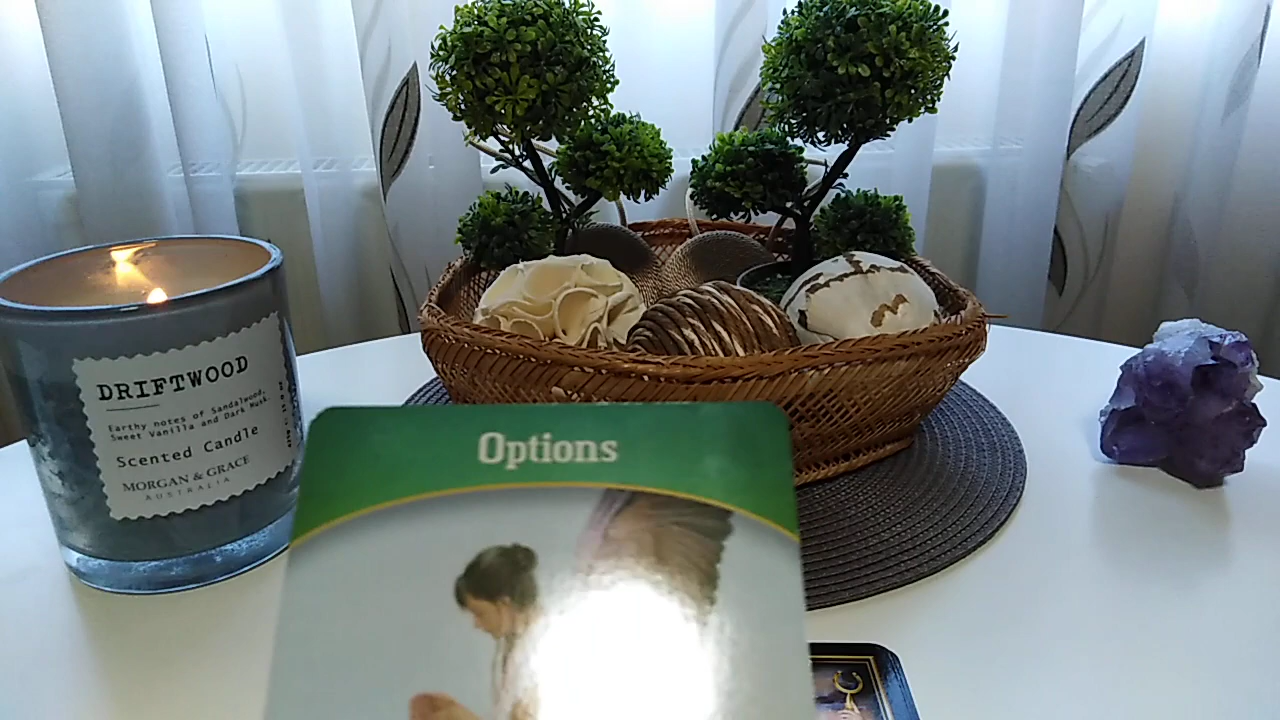 DRIFTWOOD
Earthy notes of Sandalwood,
Sweet Vanilla and Dark Musk.
Scented Candle
MORGAN & GRACE
AUSTRALIA
Options